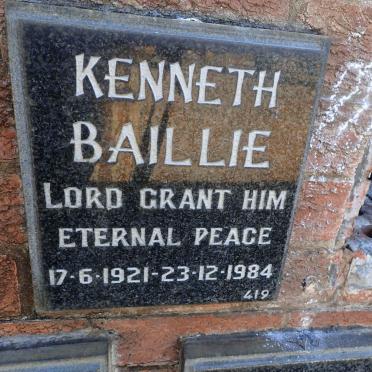 KENNETH
BAILLIE
LORD GRANT HIM
ETERNAL PEACE
17-6-1921-23-12-1984
419